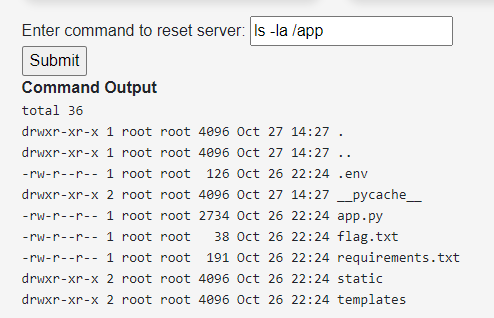 Enter command to reset server: ls -la /app
Submit
Command Output
total 36
drwxr-xr-x 1 root root 4096 Oct 27 14:27 .
drwxr-xr-x 1 root root 4096 Oct 27 14:27 ..
-rw-r--r-- 1 root root  126 Oct 26 22:24 .env
drwxr-xr-x 2 root root 4096 Oct 27 14:27 __pycache__
-rw-r--r-- 1 root root 2734 Oct 26 22:24 app.py
-rw-r--r-- 1 root root   38 Oct 26 22:24 flag.txt
-rw-r--r-- 1 root root  191 Oct 26 22:24 requirements.txt
drwxr-xr-x 2 root root 4096 Oct 26 22:24 static
drwxr-xr-x 2 root root 4096 Oct 26 22:24 templates